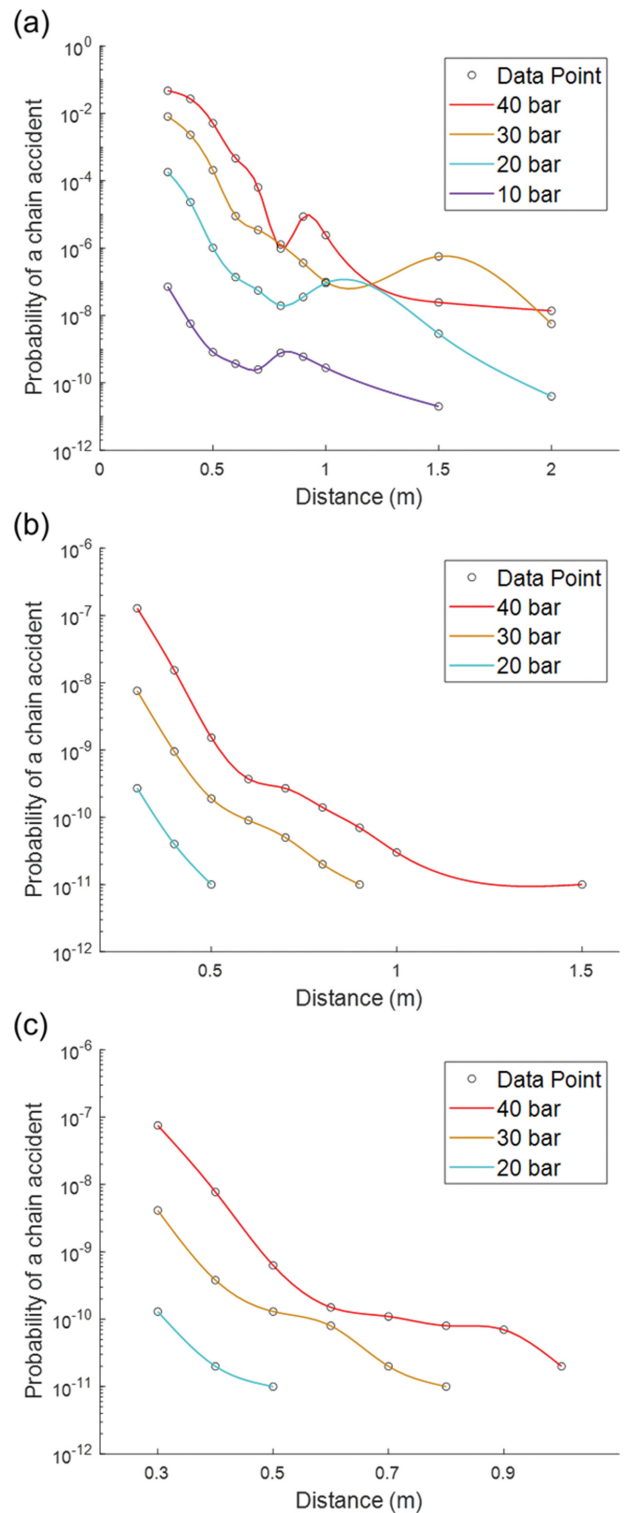 (a)
10^0
10^-2
10^-4
10^-6
10^-8
10^-10
10^-12
Probability of a chain accident
Data Point
40 bar
30 bar
20 bar
10 bar
0 0.5 1 1.5 2
Distance (m)
(b)
10^-6
10^-7
10^-8
10^-9
10^-10
10^-11
10^-12
Probability of a chain accident
Data Point
40 bar
30 bar
20 bar
0.5 1 1.5
Distance (m)
(c)
10^-6
10^-7
10^-8
10^-9
10^-10
10^-11
10^-12
Probability of a chain accident
Data Point
40 bar
30 bar
20 bar
0.3 0.5 0.7 0.9
Distance (m)